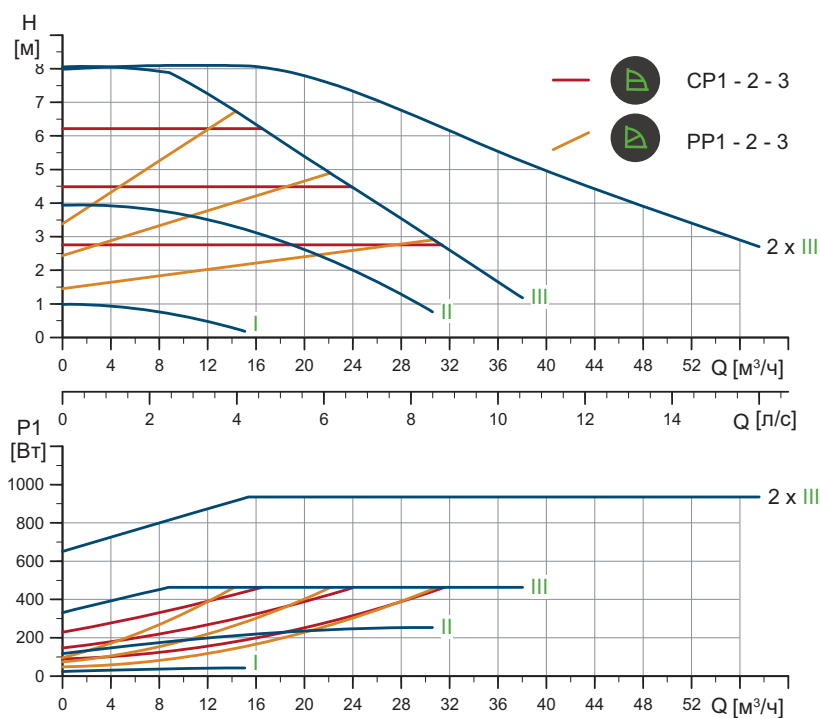 H
[м]
8
7
6
5
4
3
2
1
0
CP1 - 2 - 3
PP1 - 2 - 3
2 x III
III
II
I
0 4 8 12 16 20 24 28 32 36 40 44 48 52 Q [м³/ч]
0 2 4 6 8 10 12 14 Q [л/с]
P1
[Вт]
1000
800
600
400
200
0
2 x III
III
II
I
0 4 8 12 16 20 24 28 32 36 40 44 48 52 Q [м³/ч]